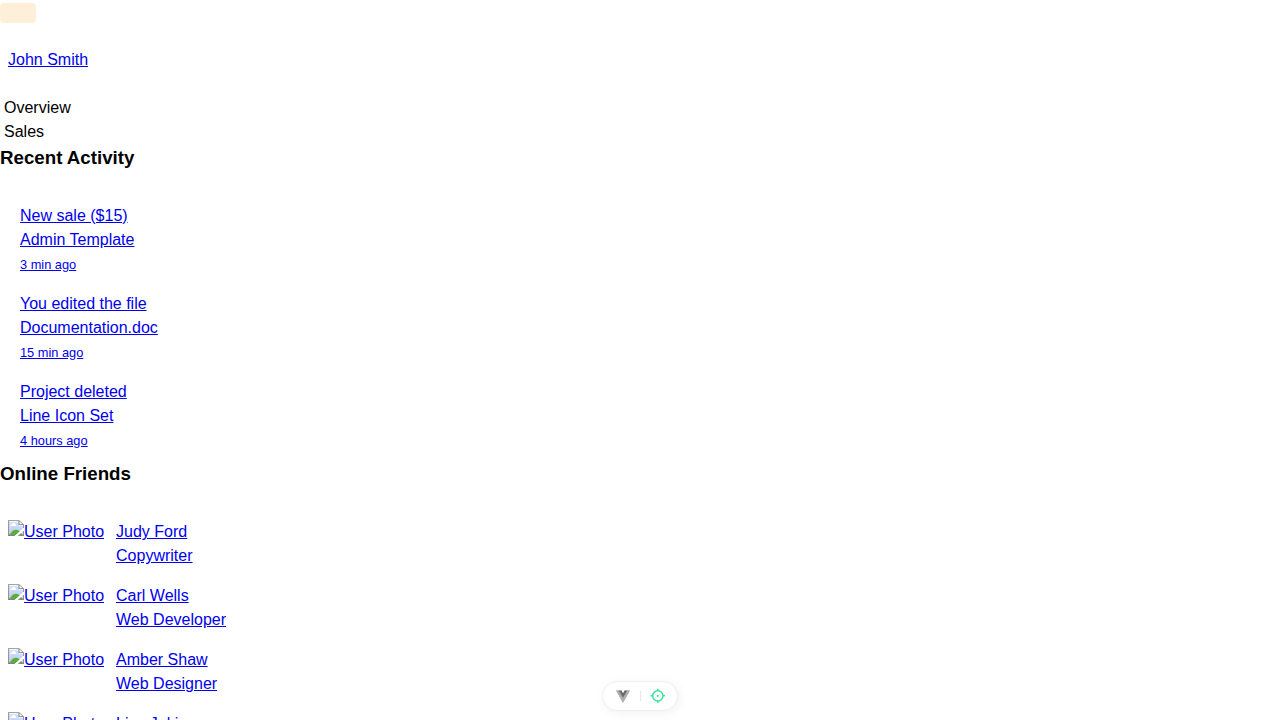 John Smith
Overview
Sales
Recent Activity
New sale ($15)
Admin Template
3 min ago
You edited the file
Documentation.doc
15 min ago
Project deleted
Line Icon Set
4 hours ago
Online Friends
User Photo Judy Ford
Copywriter
User Photo Carl Wells
Web Developer
User Photo Amber Shaw
Web Designer
User Photo